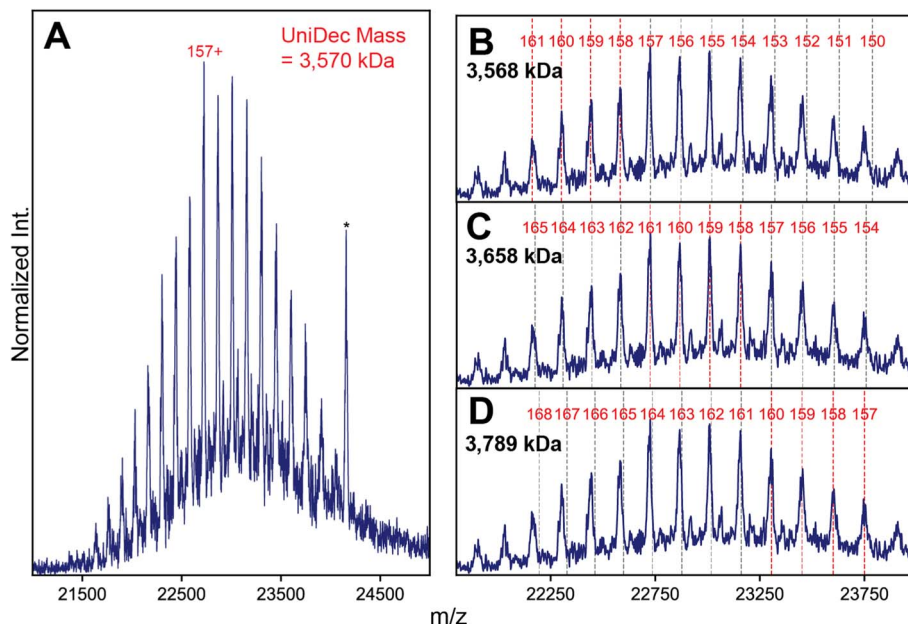 A
UniDec Mass
= 3,570 kDa
157+
*
Normalized Int.
21500 22500 23500 24500
B
161 160 159 158 157 156 155 154 153 152 151 150
3,568 kDa
C
165 164 163 162 161 160 159 158 157 156 155 154
3,658 kDa
D
168 167 166 165 164 163 162 161 160 159 158 157
3,789 kDa
22250 22750 23250 23750
m/z